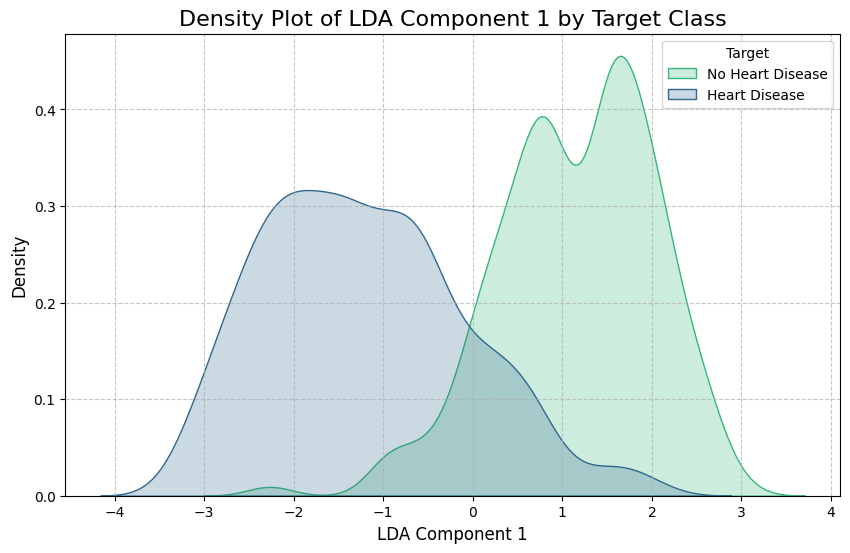 Density Plot of LDA Component 1 by Target Class
Target
No Heart Disease
Heart Disease
Density
0.4
0.3
0.2
0.1
0.0
−4 −3 −2 −1 0 1 2 3 4
LDA Component 1